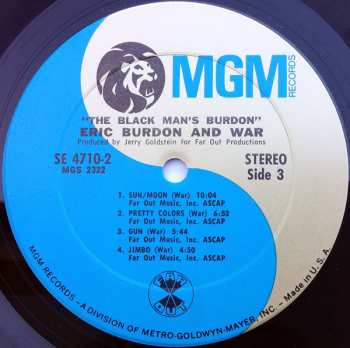 MGM
RECORDS
"THE BLACK MAN'S BURDON"
ERIC BURDON AND WAR
Produced by Jerry Goldstein for Far Out Productions
SE 4710-2
MGS 2322
STEREO
Side 3
1. SUN/MOON (War) 10:04
Far Out Music, Inc. ASCAP
2. PRETTY COLORS (War) 6:52
Far Out Music, Inc. ASCAP
3. GUN (War) 5:44
Far Out Music, Inc. ASCAP
4. JIMBO (War) 4:50
Far Out Music, Inc. ASCAP
FAR
OUT
MGM RECORDS - A DIVISION OF METRO-GOLDWYN-MAYER, INC. - Made in U.S.A.